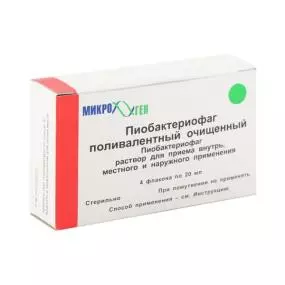 МИКРОГЕН
Пиобактериофаг
поливалентный очищенный
Пиобактериофаг
раствор для приема внутрь,
местного и наружного применения
4 флакона по 20 мл
Стерильно
При помутнении не применять.
Способ применения – см. Инструкцию.